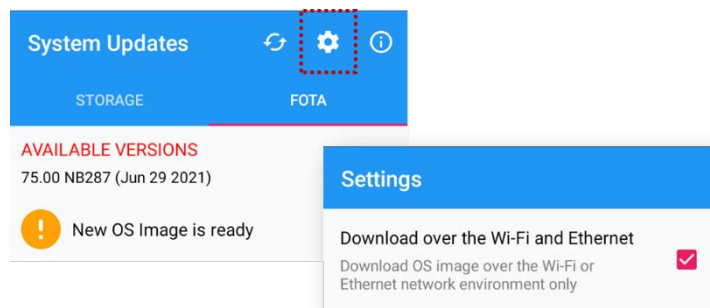 System Updates
STORAGE
FOTA
AVAILABLE VERSIONS
75.00 NB287 (Jun 29 2021)
New OS Image is ready
Settings
Download over the Wi-Fi and Ethernet
Download OS image over the Wi-Fi or
Ethernet network environment only